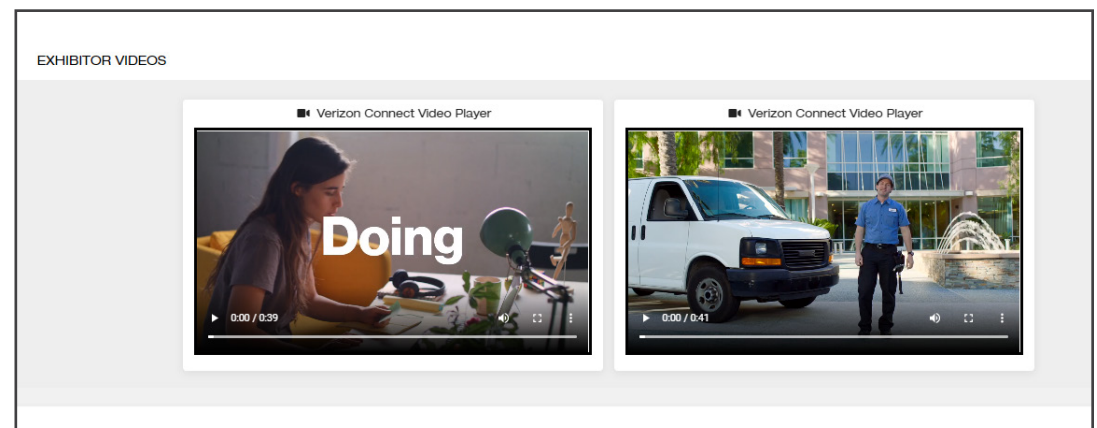 EXHIBITOR VIDEOS
Verizon Connect Video Player
Doing
0:00 / 0:39
Verizon Connect Video Player
0:00 / 0:41